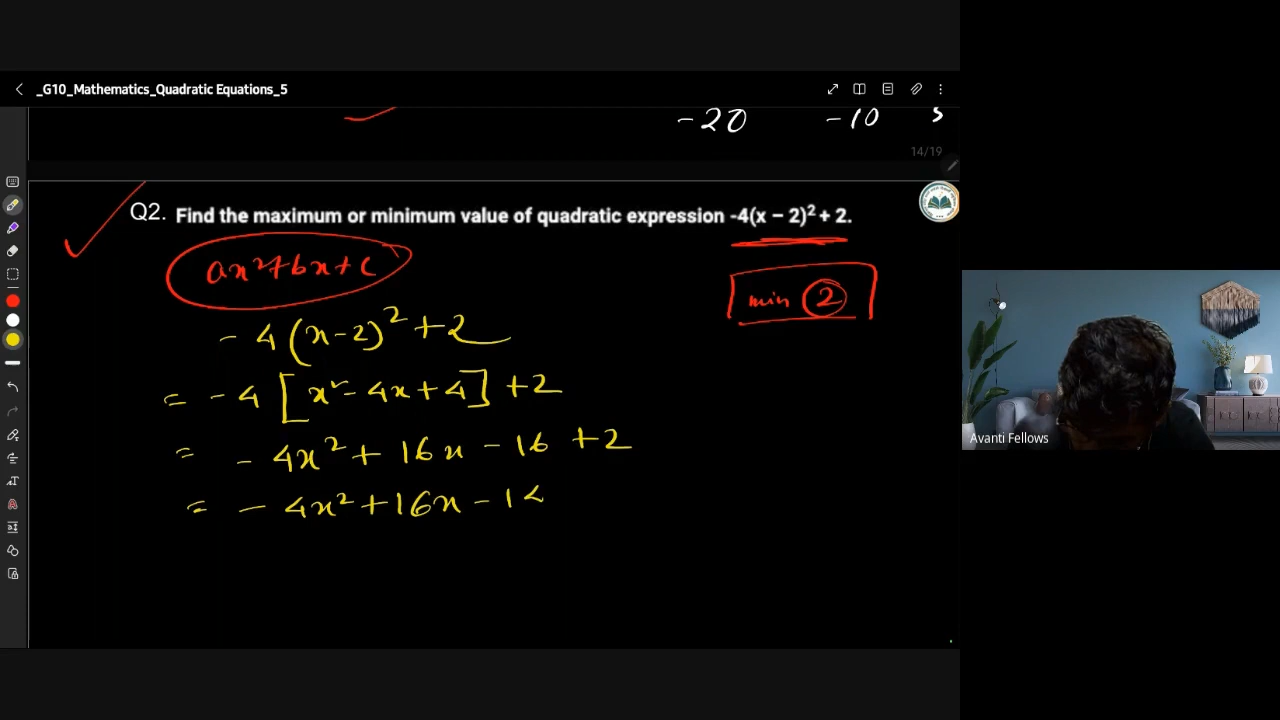 _G10_Mathematics_Quadratic Equations_5
-20 -10 5
14/19
Q2. Find the maximum or minimum value of quadratic expression -4(x – 2)² + 2.
ax²+bx+c
min 2
-4(x-2)²+2
= -4[x²-4x+4]+2
= -4x²+16x-16+2
= -4x²+16x-14
Avanti Fellows